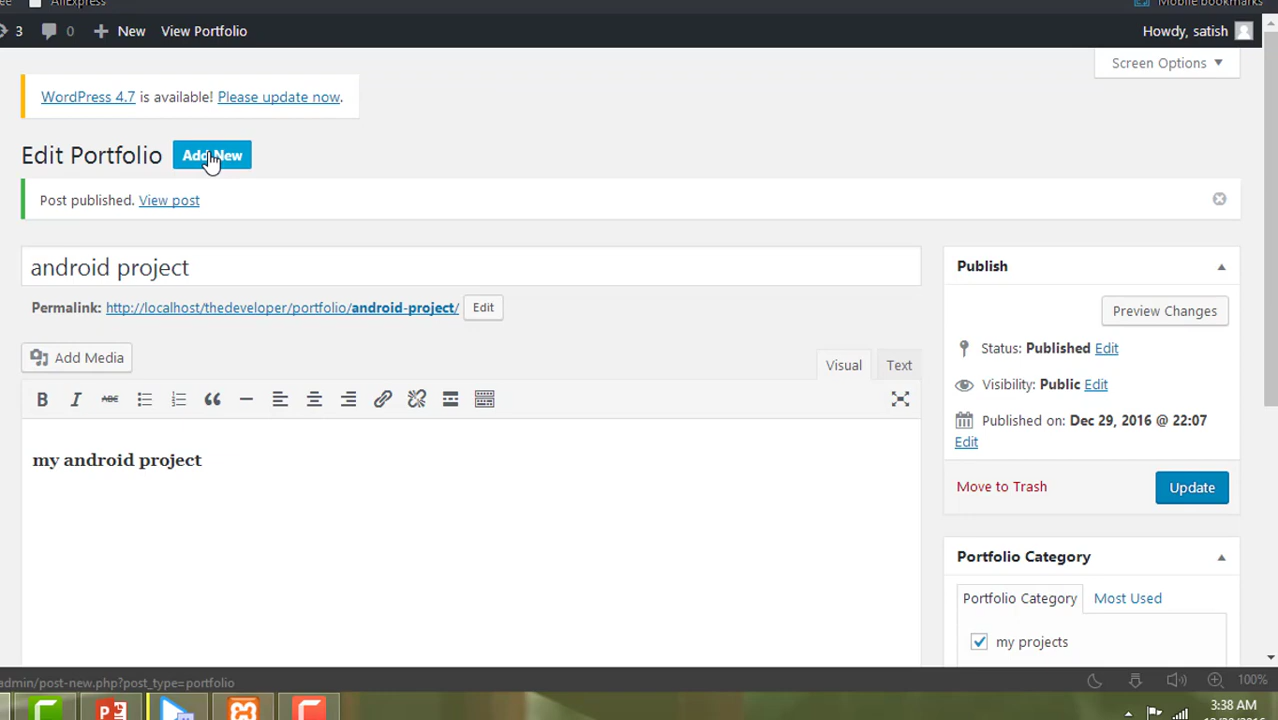 AliExpress
Mobile bookmarks
3 0 New View Portfolio Howdy, satish
Screen Options
WordPress 4.7 is available! Please update now.
Edit Portfolio Add New
Post published. View post
android project
Permalink: http://localhost/thedeveloper/portfolio/android-project/ Edit
Add Media
Visual Text
B I ABC
my android project
Publish
Preview Changes
Status: Published Edit
Visibility: Public Edit
Published on: Dec 29, 2016 @ 22:07
Edit
Move to Trash Update
Portfolio Category
Portfolio Category Most Used
my projects
admin/post-new.php?post_type=portfolio
100%
3:38 AM